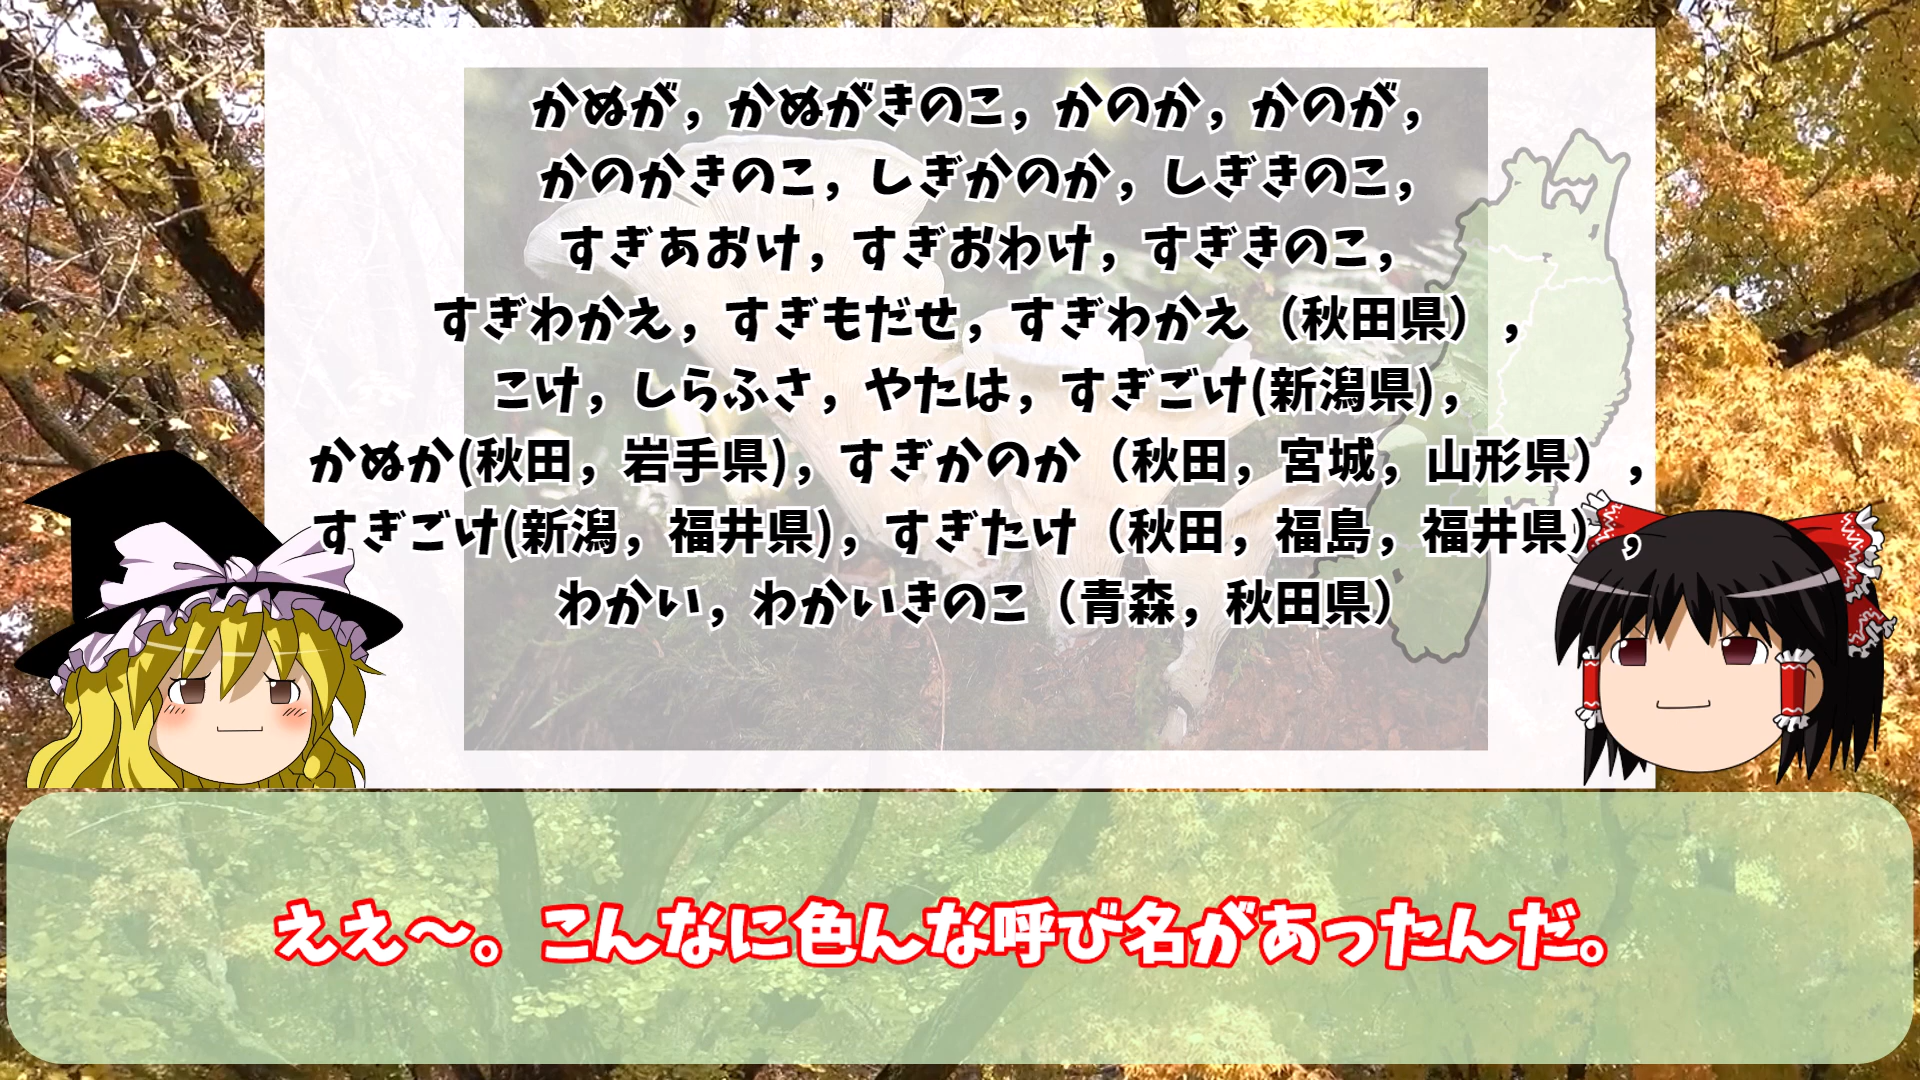 かぬが，かぬがきのこ，かのか，かのが，
かのかきのこ，しぎかのか，しぎきのこ，
すぎあおけ，すぎおわけ，すぎきのこ，
すぎわかえ，すぎもだせ，すぎわかえ（秋田県），
こけ，しらふさ，やたは，すぎごけ(新潟県)，
かぬか(秋田，岩手県)，すぎかのか（秋田，宮城，山形県），
すぎごけ(新潟，福井県)，すぎたけ（秋田，福島，福井県），
わかい，わかいきのこ（青森，秋田県）
ええ～。こんなに色んな呼び名があったんだ。